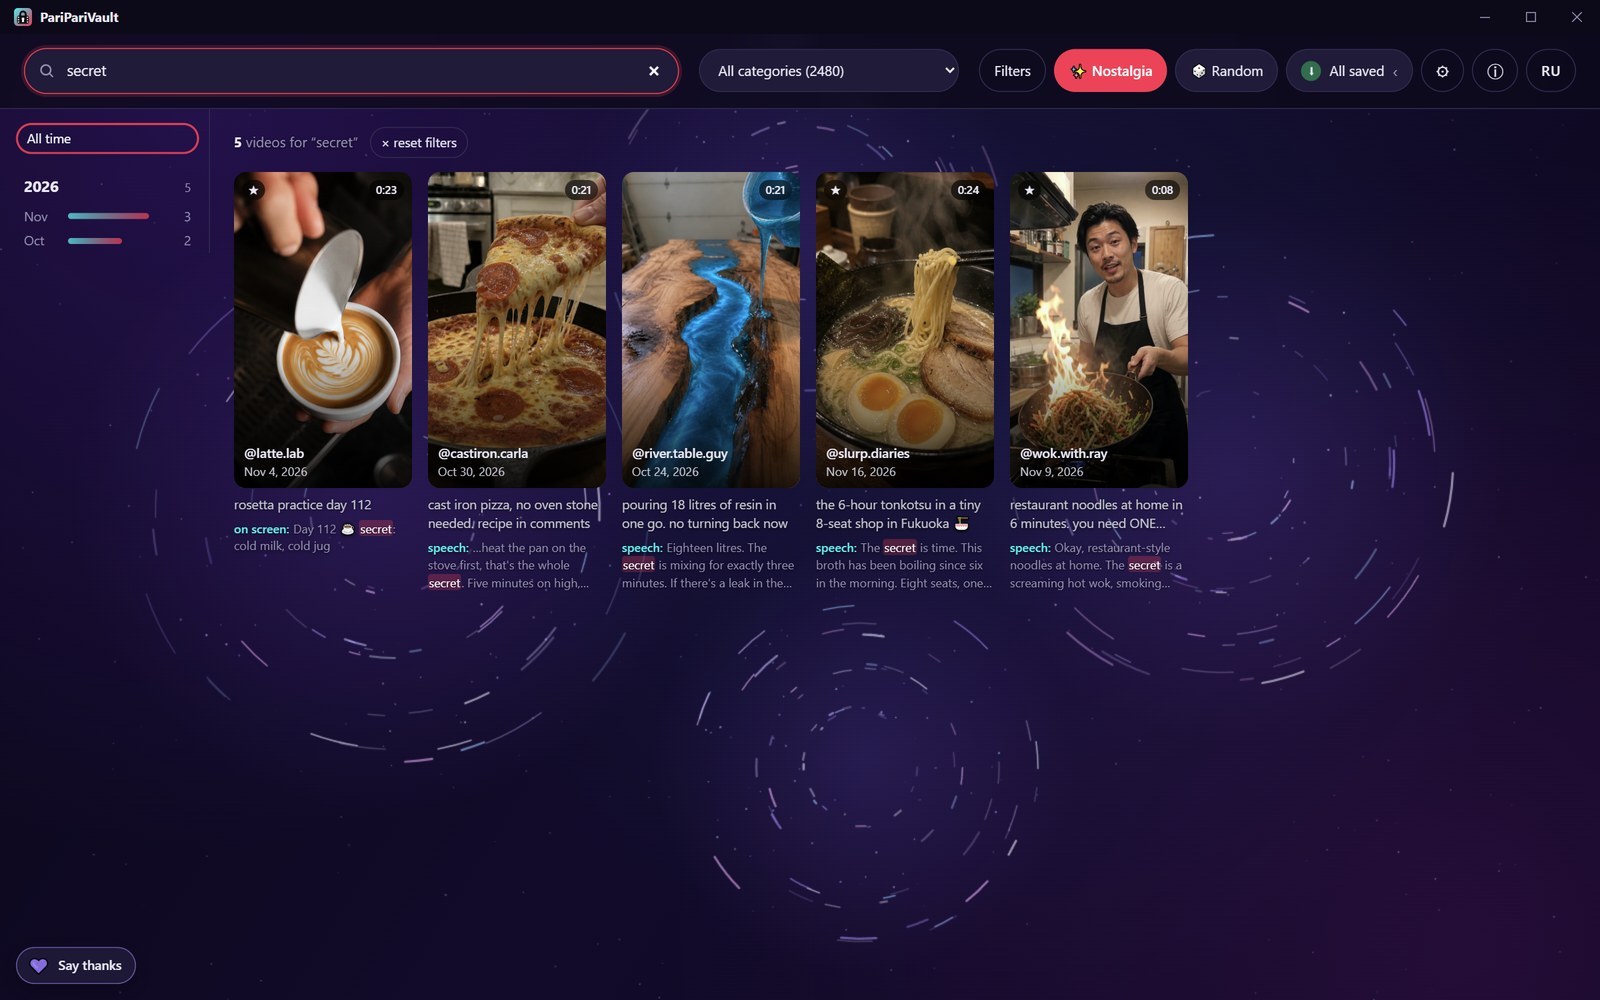 PariPariVault
secret
All categories (2480)
Filters
✨ Nostalgia
🎲 Random
All saved ‹
RU
All time
2026 5
Nov 3
Oct 2
5 videos for “secret”
× reset filters
★ 0:23
@latte.lab
Nov 4, 2026
rosetta practice day 112
on screen: Day 112 ☕ secret:
cold milk, cold jug
0:21
@castiron.carla
Oct 30, 2026
cast iron pizza, no oven stone
needed. recipe in comments
speech: ...heat the pan on the
stove first, that's the whole
secret. Five minutes on high,...
0:21
@river.table.guy
Oct 24, 2026
pouring 18 litres of resin in
one go. no turning back now
speech: Eighteen litres. The
secret is mixing for exactly three
minutes. If there's a leak in the...
★ 0:24
@slurp.diaries
Nov 16, 2026
the 6-hour tonkotsu in a tiny
8-seat shop in Fukuoka 🍜
speech: The secret is time. This
broth has been boiling since six
in the morning. Eight seats, one...
★ 0:08
@wok.with.ray
Nov 9, 2026
restaurant noodles at home in
6 minutes. you need ONE...
speech: Okay, restaurant-style
noodles at home. The secret is a
screaming hot wok, smoking...
Say thanks